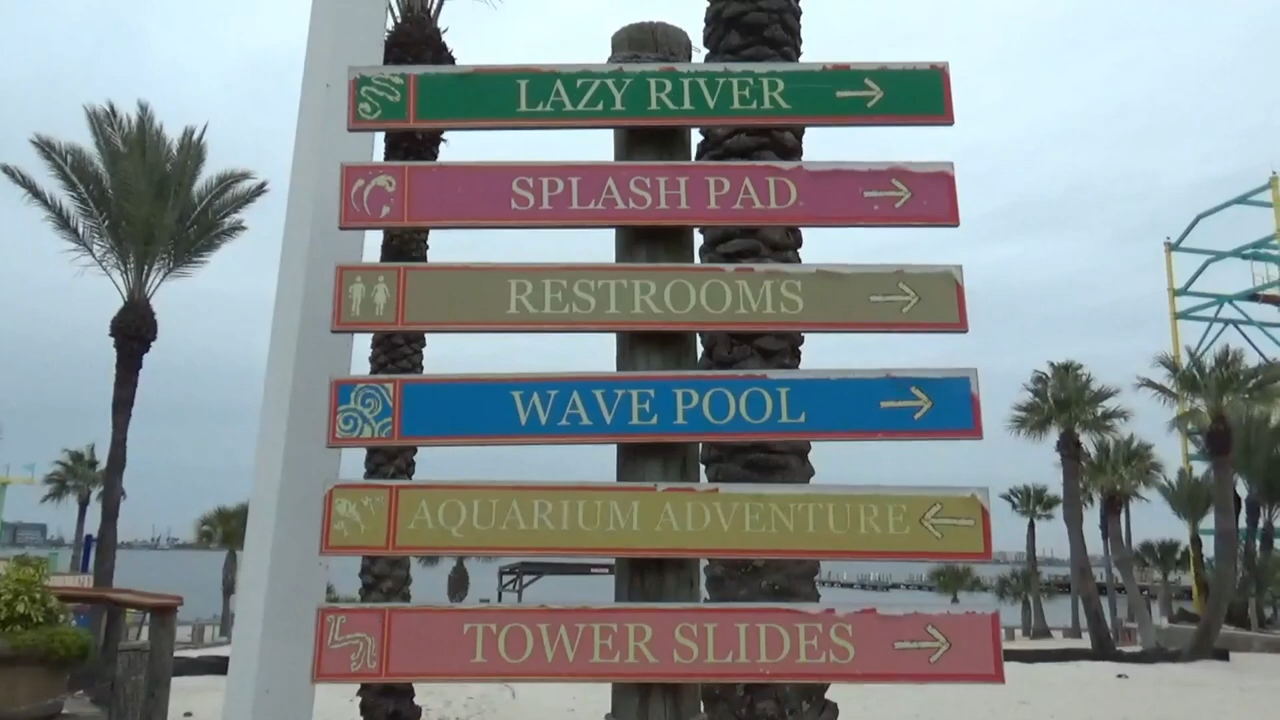 LAZY RIVER →
SPLASH PAD →
RESTROOMS →
WAVE POOL →
AQUARIUM ADVENTURE ←
TOWER SLIDES →